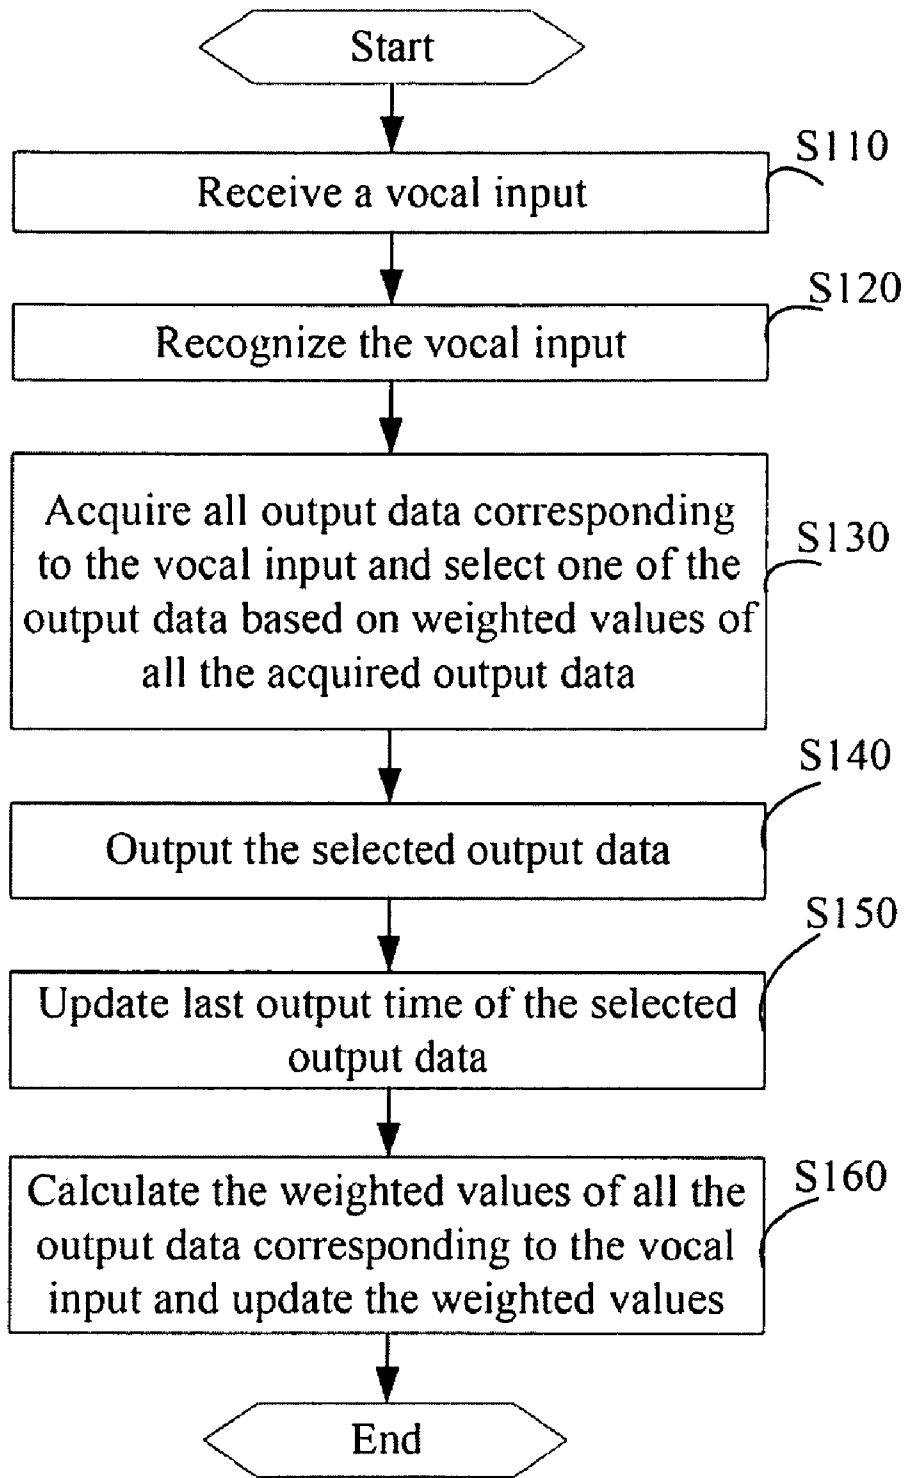 Start
S110
Receive a vocal input
S120
Recognize the vocal input
S130
Acquire all output data corresponding
to the vocal input and select one of the
output data based on weighted values of
all the acquired output data
S140
Output the selected output data
S150
Update last output time of the selected
output data
S160
Calculate the weighted values of all the
output data corresponding to the vocal
input and update the weighted values
End